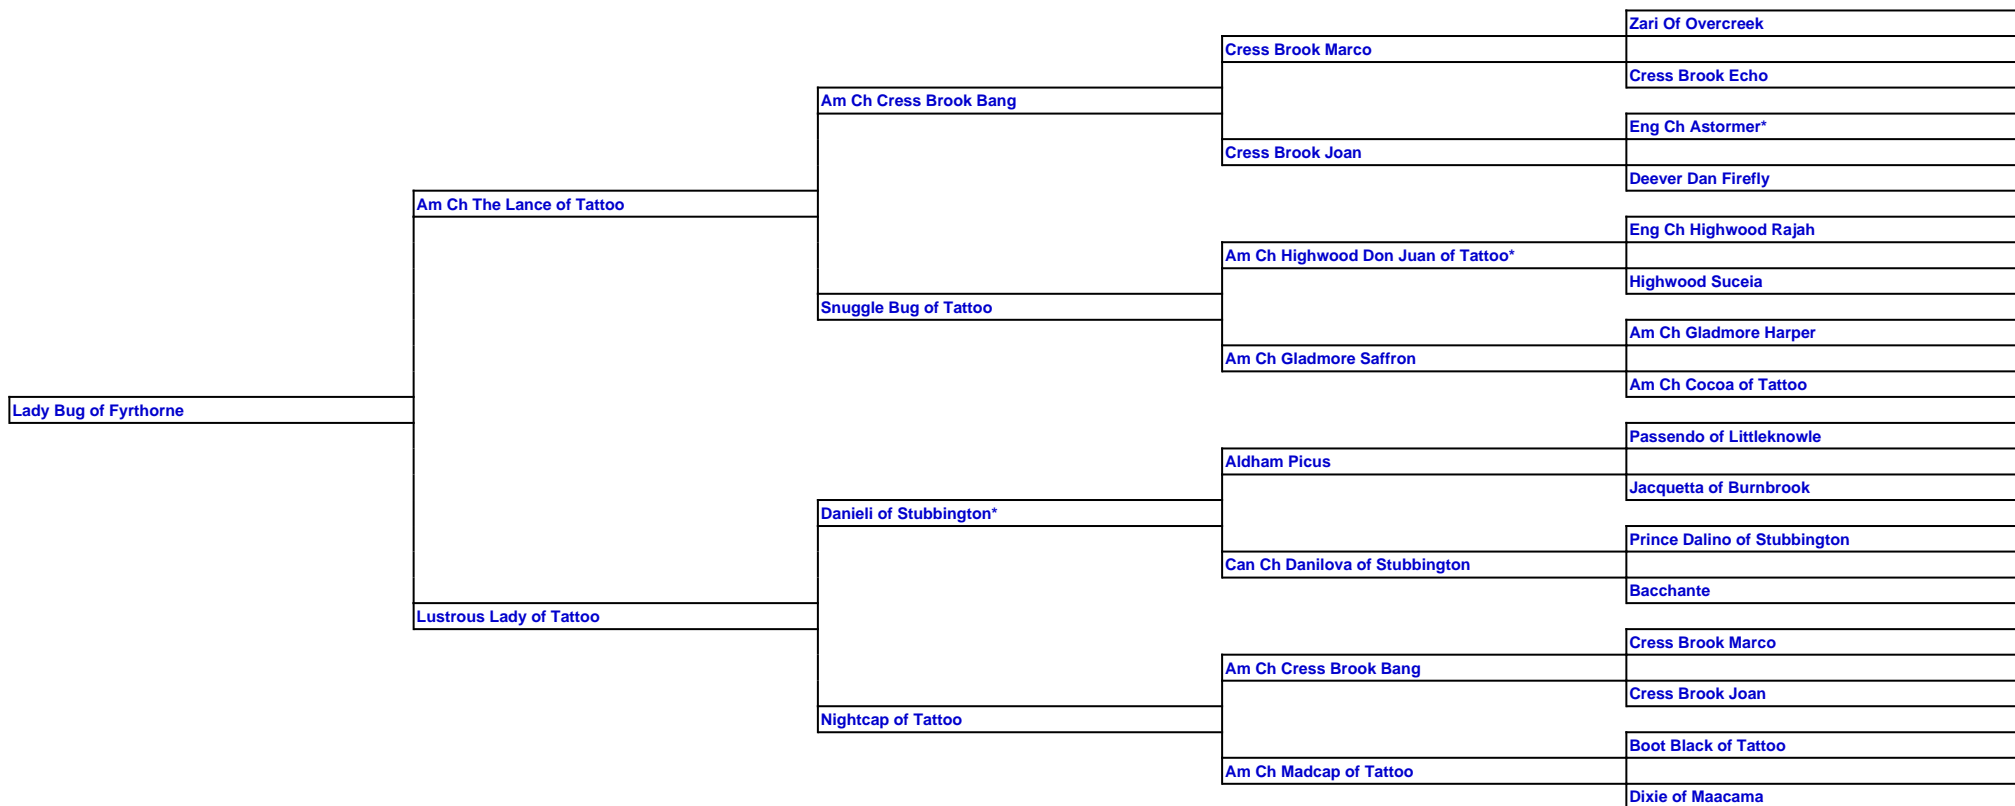 Zari Of Overcreek
Cress Brook Marco
Cress Brook Echo
Am Ch Cress Brook Bang
Eng Ch Astormer*
Cress Brook Joan
Deever Dan Firefly
Am Ch The Lance of Tattoo
Eng Ch Highwood Rajah
Am Ch Highwood Don Juan of Tattoo*
Highwood Suceia
Snuggle Bug of Tattoo
Am Ch Gladmore Harper
Am Ch Gladmore Saffron
Am Ch Cocoa of Tattoo
Lady Bug of Fyrthorne
Passendo of Littleknowle
Aldham Picus
Jacquetta of Burnbrook
Danieli of Stubbington*
Prince Dalino of Stubbington
Can Ch Danilova of Stubbington
Bacchante
Lustrous Lady of Tattoo
Cress Brook Marco
Am Ch Cress Brook Bang
Cress Brook Joan
Nightcap of Tattoo
Boot Black of Tattoo
Am Ch Madcap of Tattoo
Dixie of Maacama